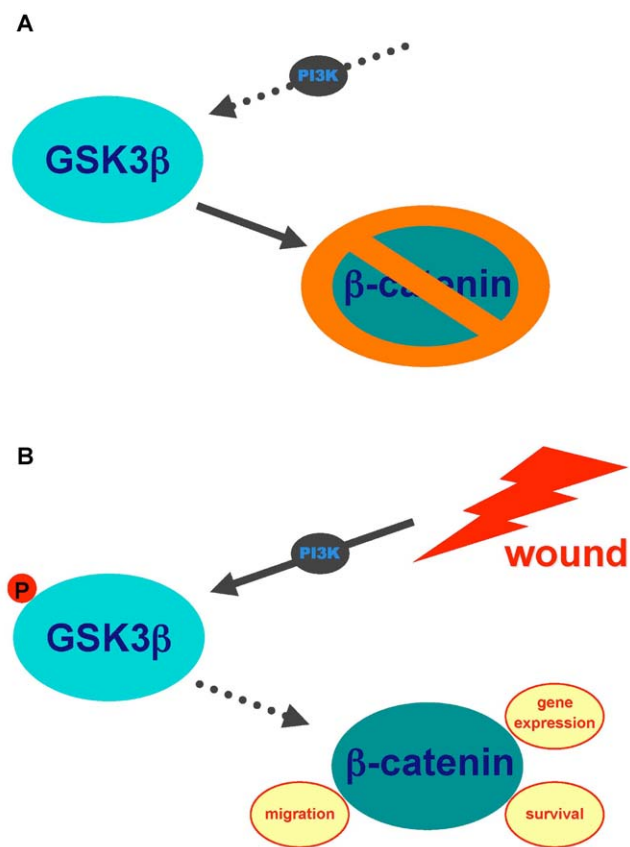 A
PI3K
GSK3β
β-catenin
B
PI3K
wound
P
GSK3β
gene
expression
β-catenin
migration
survival